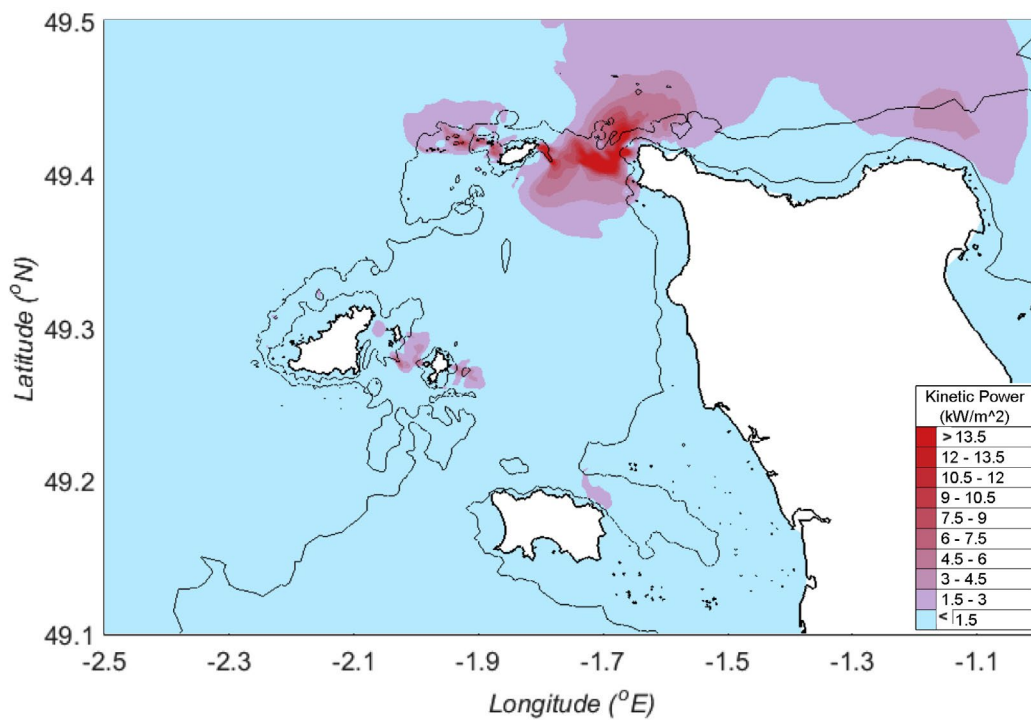 49.5
49.4
49.3
49.2
49.1
Latitude (°N)
-2.5
-2.3
-2.1
-1.9
-1.7
-1.5
-1.3
-1.1
Longitude (°E)
Kinetic Power
(kW/m^2)
> 13.5
12 - 13.5
10.5 - 12
9 - 10.5
7.5 - 9
6 - 7.5
4.5 - 6
3 - 4.5
1.5 - 3
< 1.5